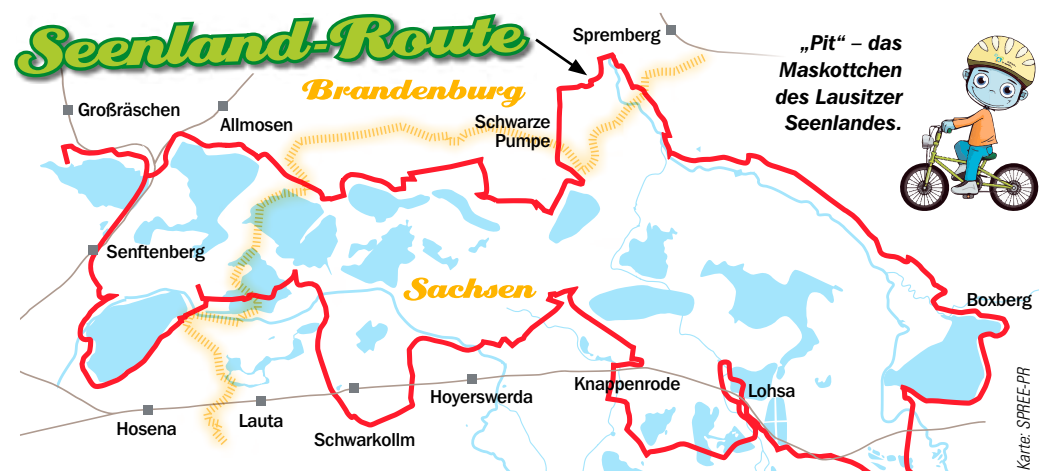 Seenland-Route
Spremberg
„Pit“ – das
Maskottchen
des Lausitzer
Seenlandes.
Brandenburg
Großräschen
Allmosen
Schwarze
Pumpe
Senftenberg
Sachsen
Boxberg
Knappenrode
Lohsa
Hoyerswerda
Lauta
Hosena
Schwarkollm
Karte: SPREE-PR